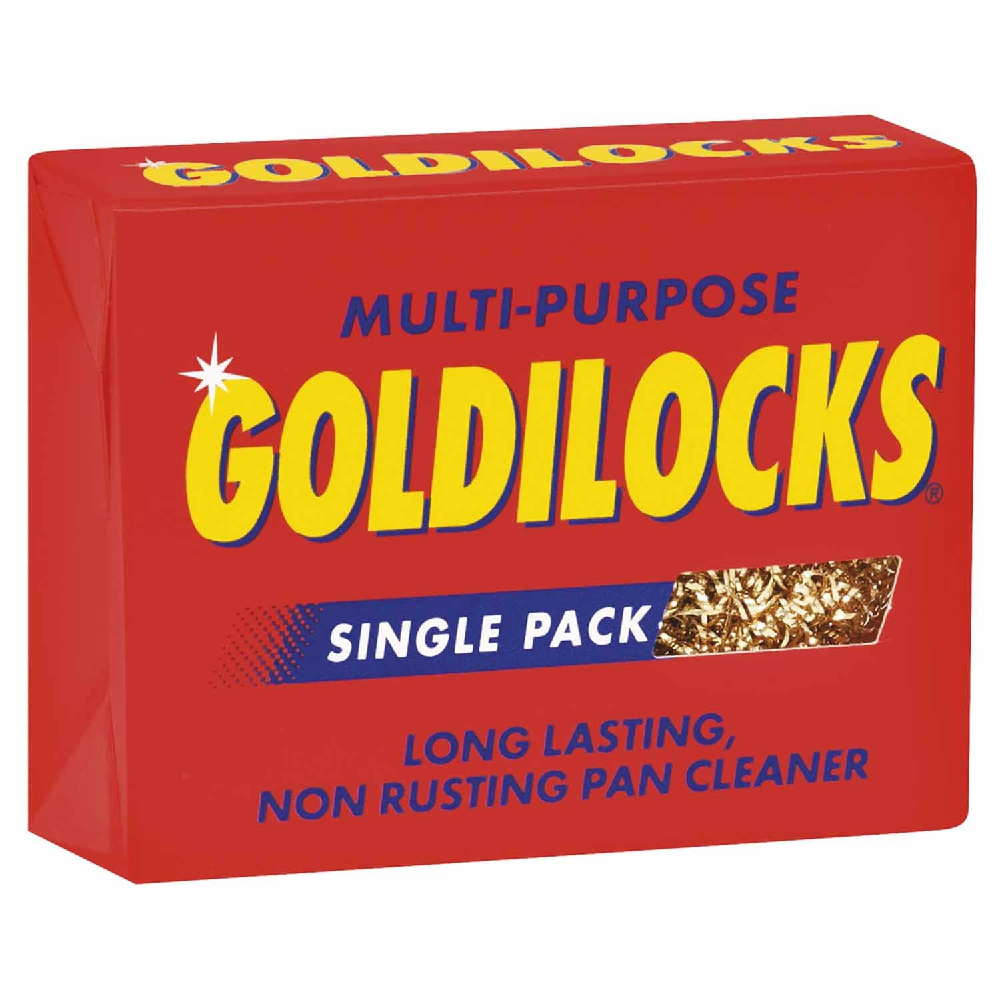 GOLDILOCKS
MULTI-PURPOSE
GOLDILOCKS®
SINGLE PACK
LONG LASTING,
NON RUSTING PAN CLEANER